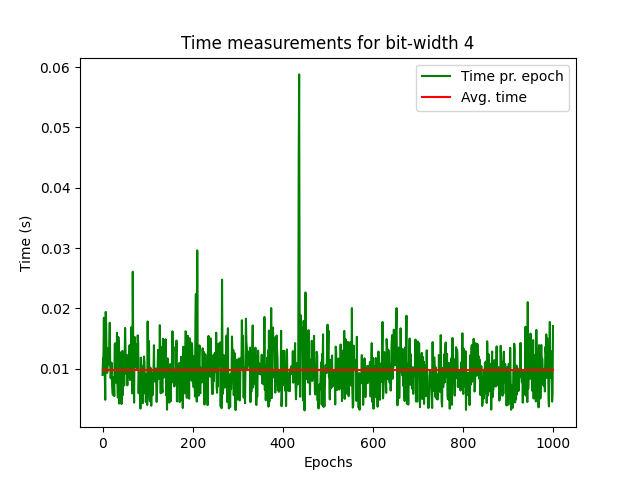 Time measurements for bit-width 4
Time pr. epoch
Avg. time
0.06
0.05
0.04
0.03
0.02
0.01
Time (s)
0
200
400
600
800
1000
Epochs